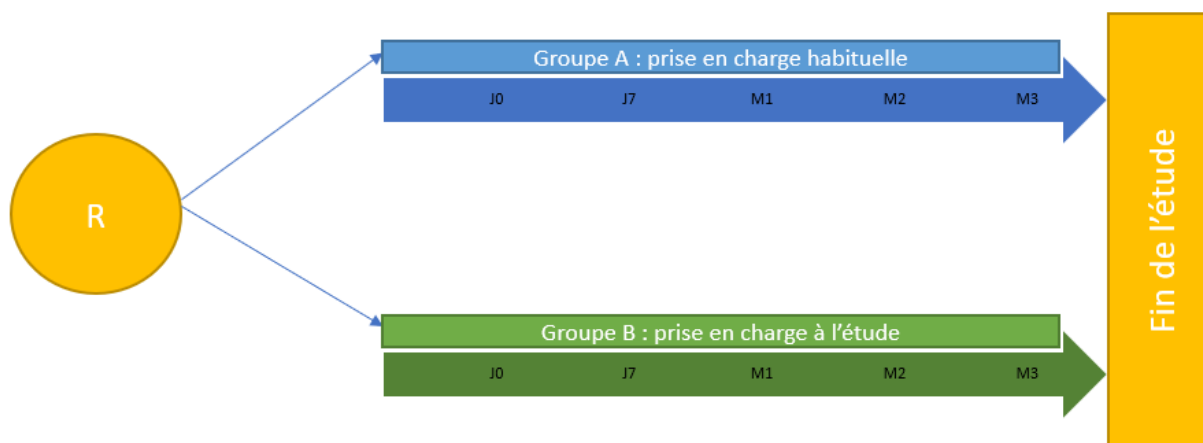 Groupe A : prise en charge habituelle
J0 J7 M1 M2 M3
R
Groupe B : prise en charge à l'étude
J0 J7 M1 M2 M3
Fin de l'étude